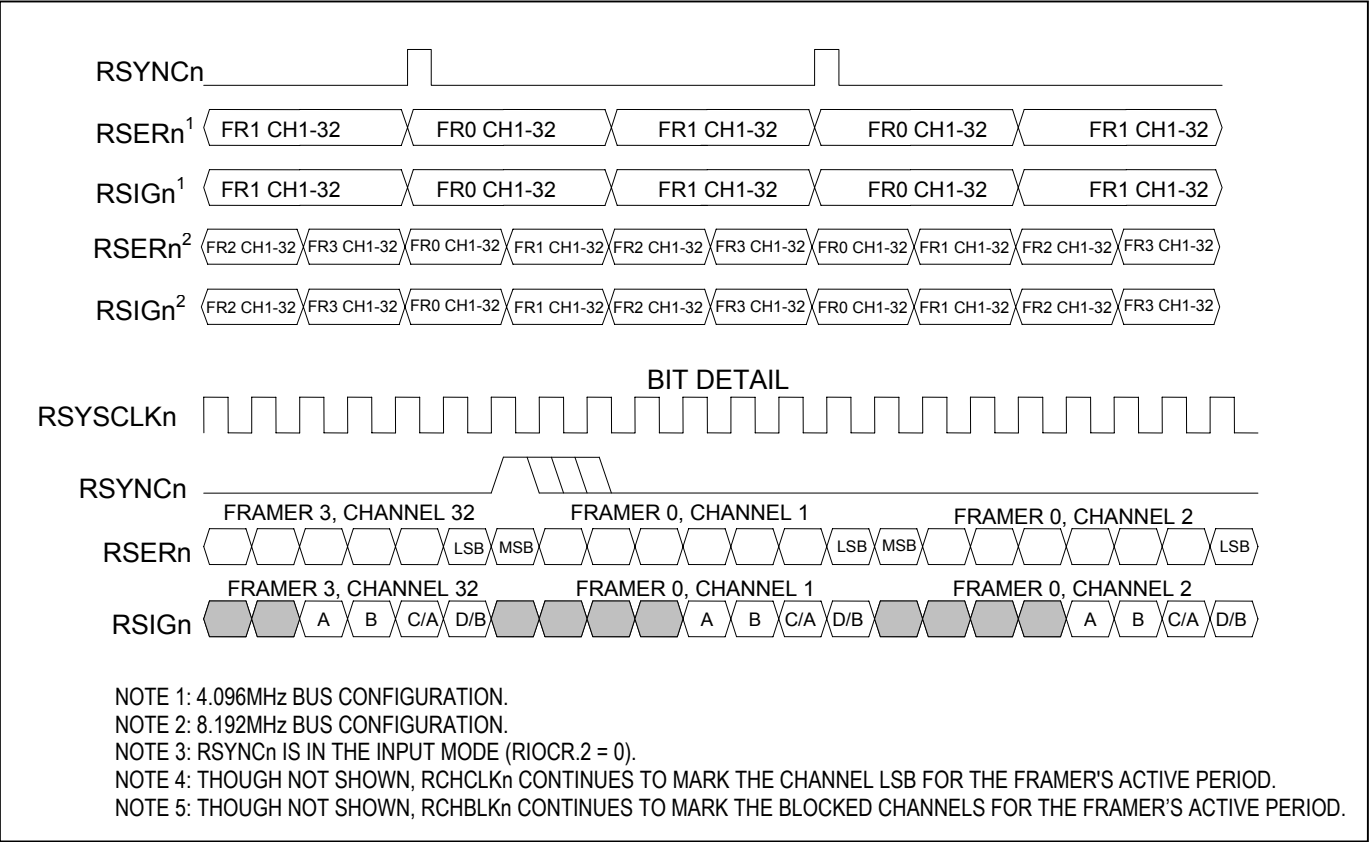 RSYNCn
RSERn1 FR1 CH1-32 FR0 CH1-32 FR1 CH1-32 FR0 CH1-32 FR1 CH1-32
RSIGn1 FR1 CH1-32 FR0 CH1-32 FR1 CH1-32 FR0 CH1-32 FR1 CH1-32
RSERn2 FR2 CH1-32 FR3 CH1-32 FR0 CH1-32 FR1 CH1-32 FR2 CH1-32 FR3 CH1-32 FR0 CH1-32 FR1 CH1-32 FR2 CH1-32 FR3 CH1-32
RSIGn2 FR2 CH1-32 FR3 CH1-32 FR0 CH1-32 FR1 CH1-32 FR2 CH1-32 FR3 CH1-32 FR0 CH1-32 FR1 CH1-32 FR2 CH1-32 FR3 CH1-32
BIT DETAIL
RSYSCLKn
RSYNCn
FRAMER 3, CHANNEL 32 FRAMER 0, CHANNEL 1 FRAMER 0, CHANNEL 2
RSERn LSB MSB LSB MSB LSB
FRAMER 3, CHANNEL 32 FRAMER 0, CHANNEL 1 FRAMER 0, CHANNEL 2
RSIGn A B C/A D/B A B C/A D/B A B C/A D/B
NOTE 1: 4.096MHz BUS CONFIGURATION.
NOTE 2: 8.192MHz BUS CONFIGURATION.
NOTE 3: RSYNCn IS IN THE INPUT MODE (RIOCR.2 = 0).
NOTE 4: THOUGH NOT SHOWN, RCHCLKn CONTINUES TO MARK THE CHANNEL LSB FOR THE FRAMER'S ACTIVE PERIOD.
NOTE 5: THOUGH NOT SHOWN, RCHBLKn CONTINUES TO MARK THE BLOCKED CHANNELS FOR THE FRAMER’S ACTIVE PERIOD.